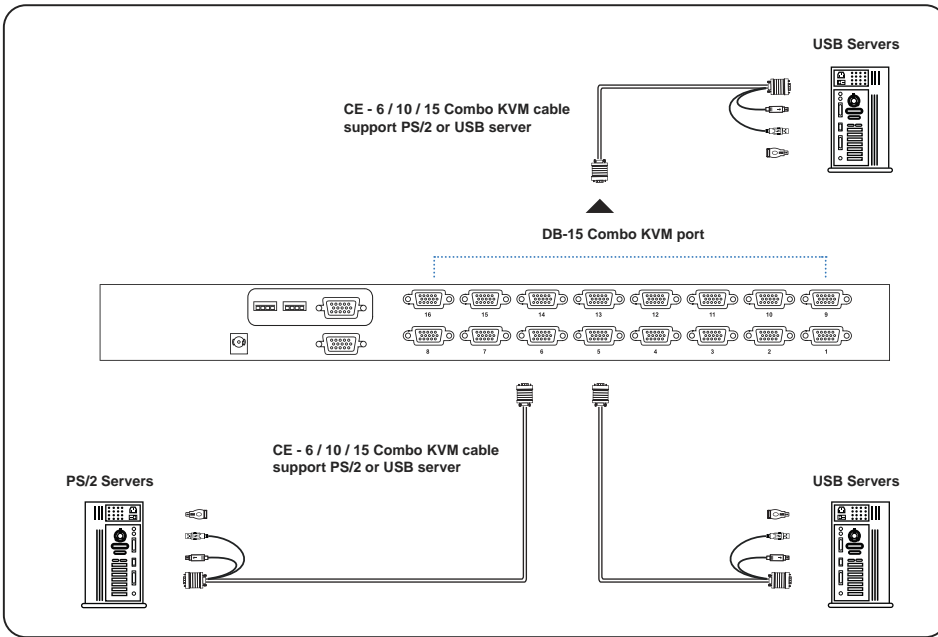 USB Servers
CE - 6 / 10 / 15 Combo KVM cable
support PS/2 or USB server
DB-15 Combo KVM port
16 15 14 13 12 11 10 9
8 7 6 5 4 3 2 1
CE - 6 / 10 / 15 Combo KVM cable
support PS/2 or USB server
PS/2 Servers
USB Servers